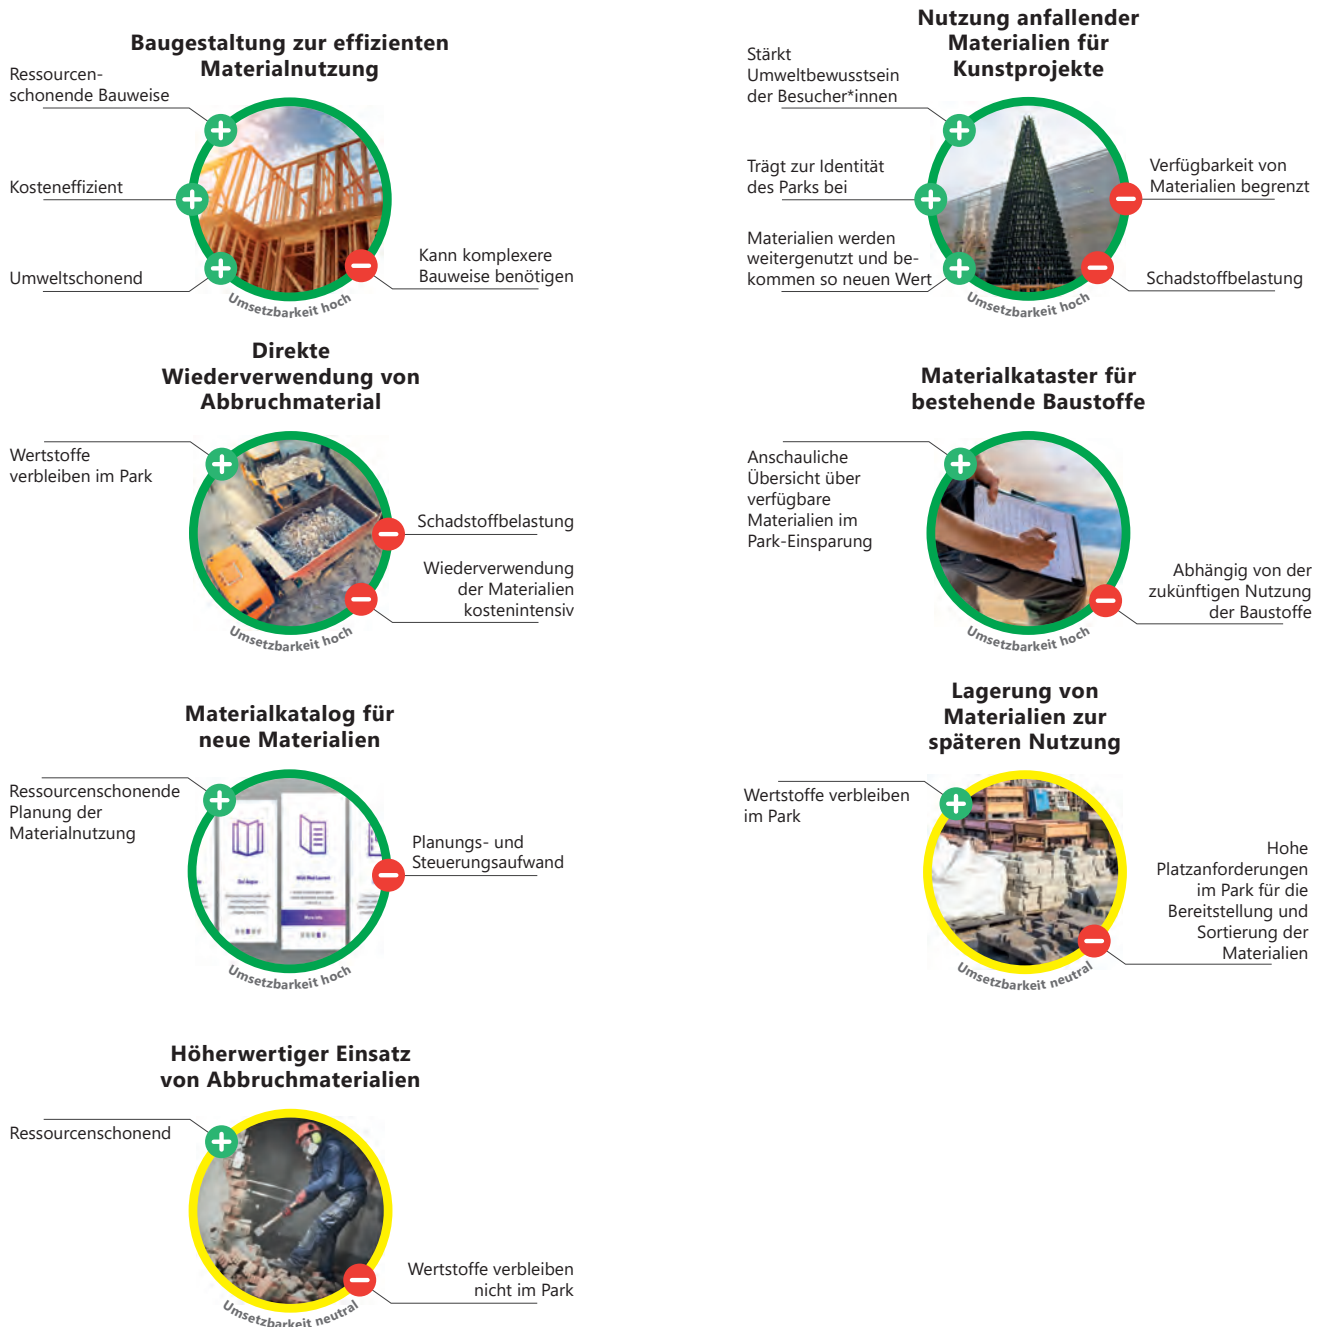 Baugestaltung zur effizienten
Materialnutzung
Ressourcen-
schonende Bauweise
Kosteneffizient
Umweltschonend
Kann komplexere
Bauweise benötigen
Umsetzbarkeit hoch
Nutzung anfallender
Materialien für
Kunstprojekte
Stärkt
Umweltbewusstsein
der Besucher*innen
Trägt zur Identität
des Parks bei
Materialien werden
weitergenutzt und be-
kommen so neuen Wert
Verfügbarkeit von
Materialien begrenzt
Schadstoffbelastung
Umsetzbarkeit hoch
Direkte
Wiederverwendung von
Abbruchmaterial
Wertstoffe
verbleiben im Park
Schadstoffbelastung
Wiederverwendung
der Materialien
kostenintensiv
Umsetzbarkeit hoch
Materialkataster für
bestehende Baustoffe
Anschauliche
Übersicht über
verfügbare
Materialien im
Park-Einsparung
Abhängig von der
zukünftigen Nutzung
der Baustoffe
Umsetzbarkeit hoch
Materialkatalog für
neue Materialien
Ressourcenschonende
Planung der
Materialnutzung
Planungs- und
Steuerungsaufwand
Umsetzbarkeit hoch
Lagerung von
Materialien zur
späteren Nutzung
Wertstoffe verbleiben
im Park
Hohe
Platzanforderungen
im Park für die
Bereitstellung und
Sortierung der
Materialien
Umsetzbarkeit neutral
Höherwertiger Einsatz
von Abbruchmaterialien
Ressourcenschonend
Wertstoffe verbleiben
nicht im Park
Umsetzbarkeit neutral